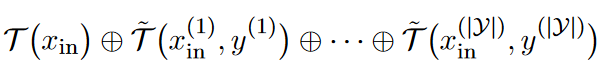 𝒯(x_in) ⊕ 𝒯̃(x_in^(1), y^(1)) ⊕ ⋯ ⊕ 𝒯̃(x_in^(|𝒴|), y^(|𝒴|))